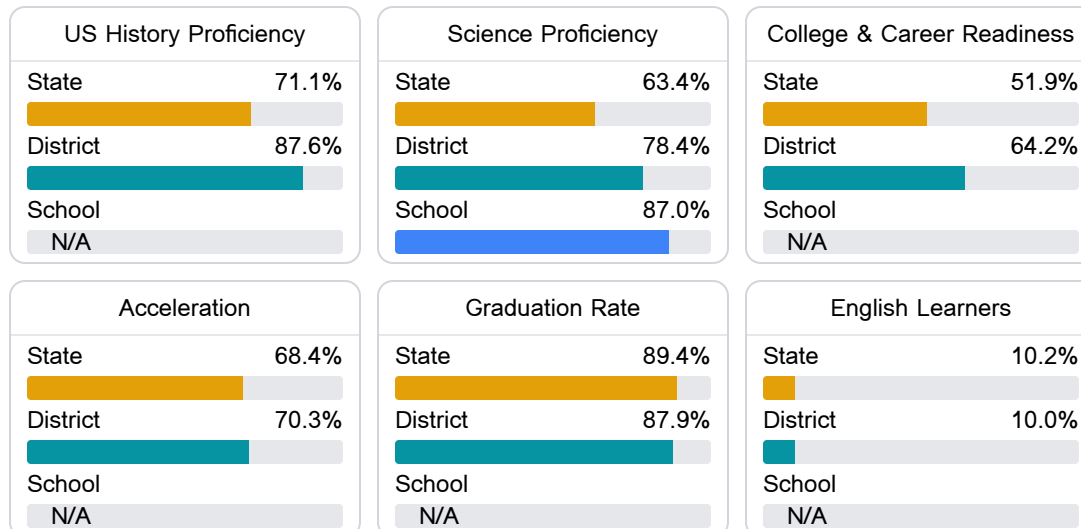 US History Proficiency
State 71.1%
District 87.6%
School
N/A
Science Proficiency
State 63.4%
District 78.4%
School 87.0%
College & Career Readiness
State 51.9%
District 64.2%
School
N/A
Acceleration
State 68.4%
District 70.3%
School
N/A
Graduation Rate
State 89.4%
District 87.9%
School
N/A
English Learners
State 10.2%
District 10.0%
School
N/A